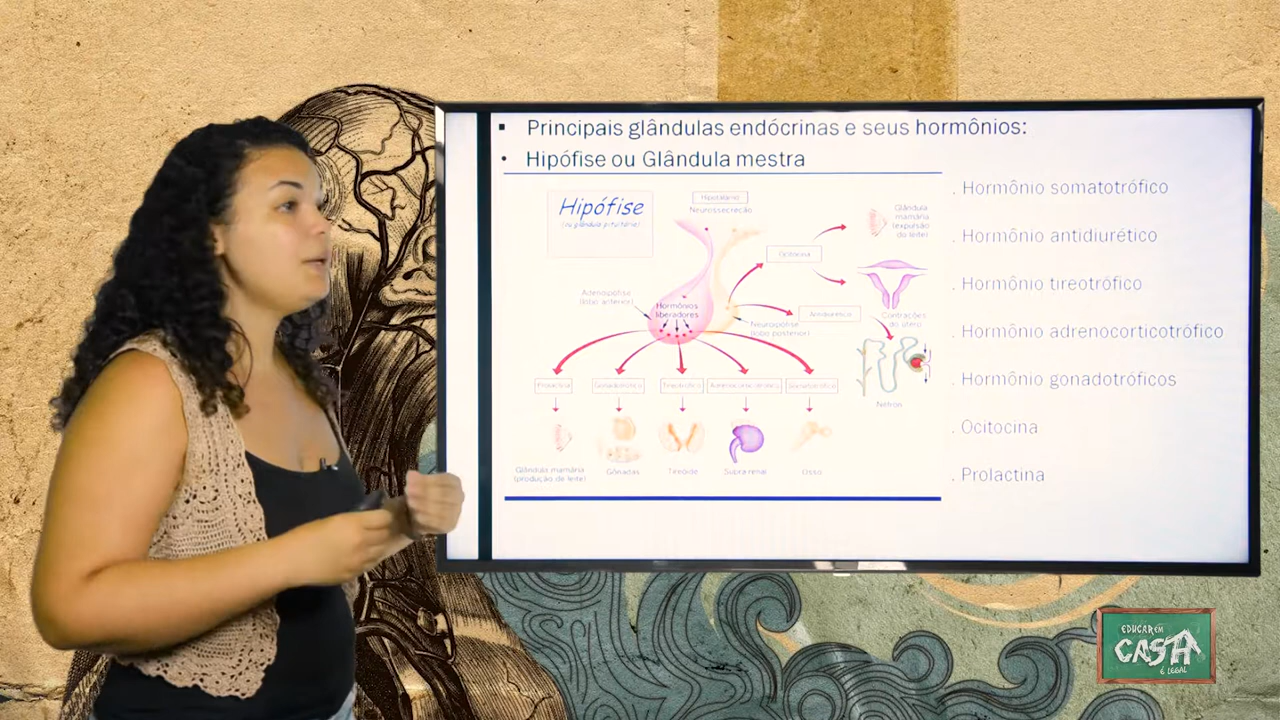 Principais glândulas endócrinas e seus hormônios:
Hipófise ou Glândula mestra
Hipófise
(ou glândula pituitária)
Hipotálamo
Neurossecreção
Glândula
mamária
(expulsão
do leite)
Ocitocina
Adenoipófise
(lobo anterior)
Hormônios
liberadores
Neuroipófise
(lobo posterior)
Antidiurético
Contrações
do útero
Néfron
Prolactina
Gonadotrófico
Tireotrófico
Adrenocorticotrófico
Somatotrófico
Glândula mamária
(produção de leite)
Gônadas
Tireóide
Supra renal
Osso
. Hormônio somatotrófico
. Hormônio antidiurético
. Hormônio tireotrófico
. Hormônio adrenocorticotrófico
. Hormônio gonadotróficos
. Ocitocina
. Prolactina
EDUCAR EM
CASA
É LEGAL